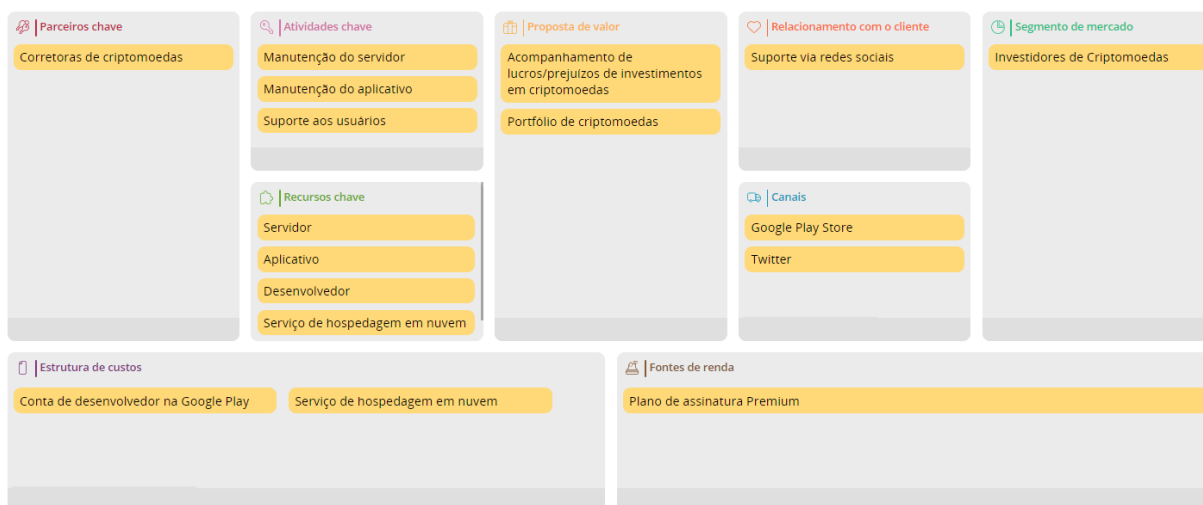 Parceiros chave
Corretoras de criptomoedas
Atividades chave
Manutenção do servidor
Manutenção do aplicativo
Suporte aos usuários
Recursos chave
Servidor
Aplicativo
Desenvolvedor
Serviço de hospedagem em nuvem
Proposta de valor
Acompanhamento de
lucros/prejuízos de investimentos
em criptomoedas
Portfólio de criptomoedas
Relacionamento com o cliente
Suporte via redes sociais
Canais
Google Play Store
Twitter
Segmento de mercado
Investidores de Criptomoedas
Estrutura de custos
Conta de desenvolvedor na Google Play
Serviço de hospedagem em nuvem
Fontes de renda
Plano de assinatura Premium